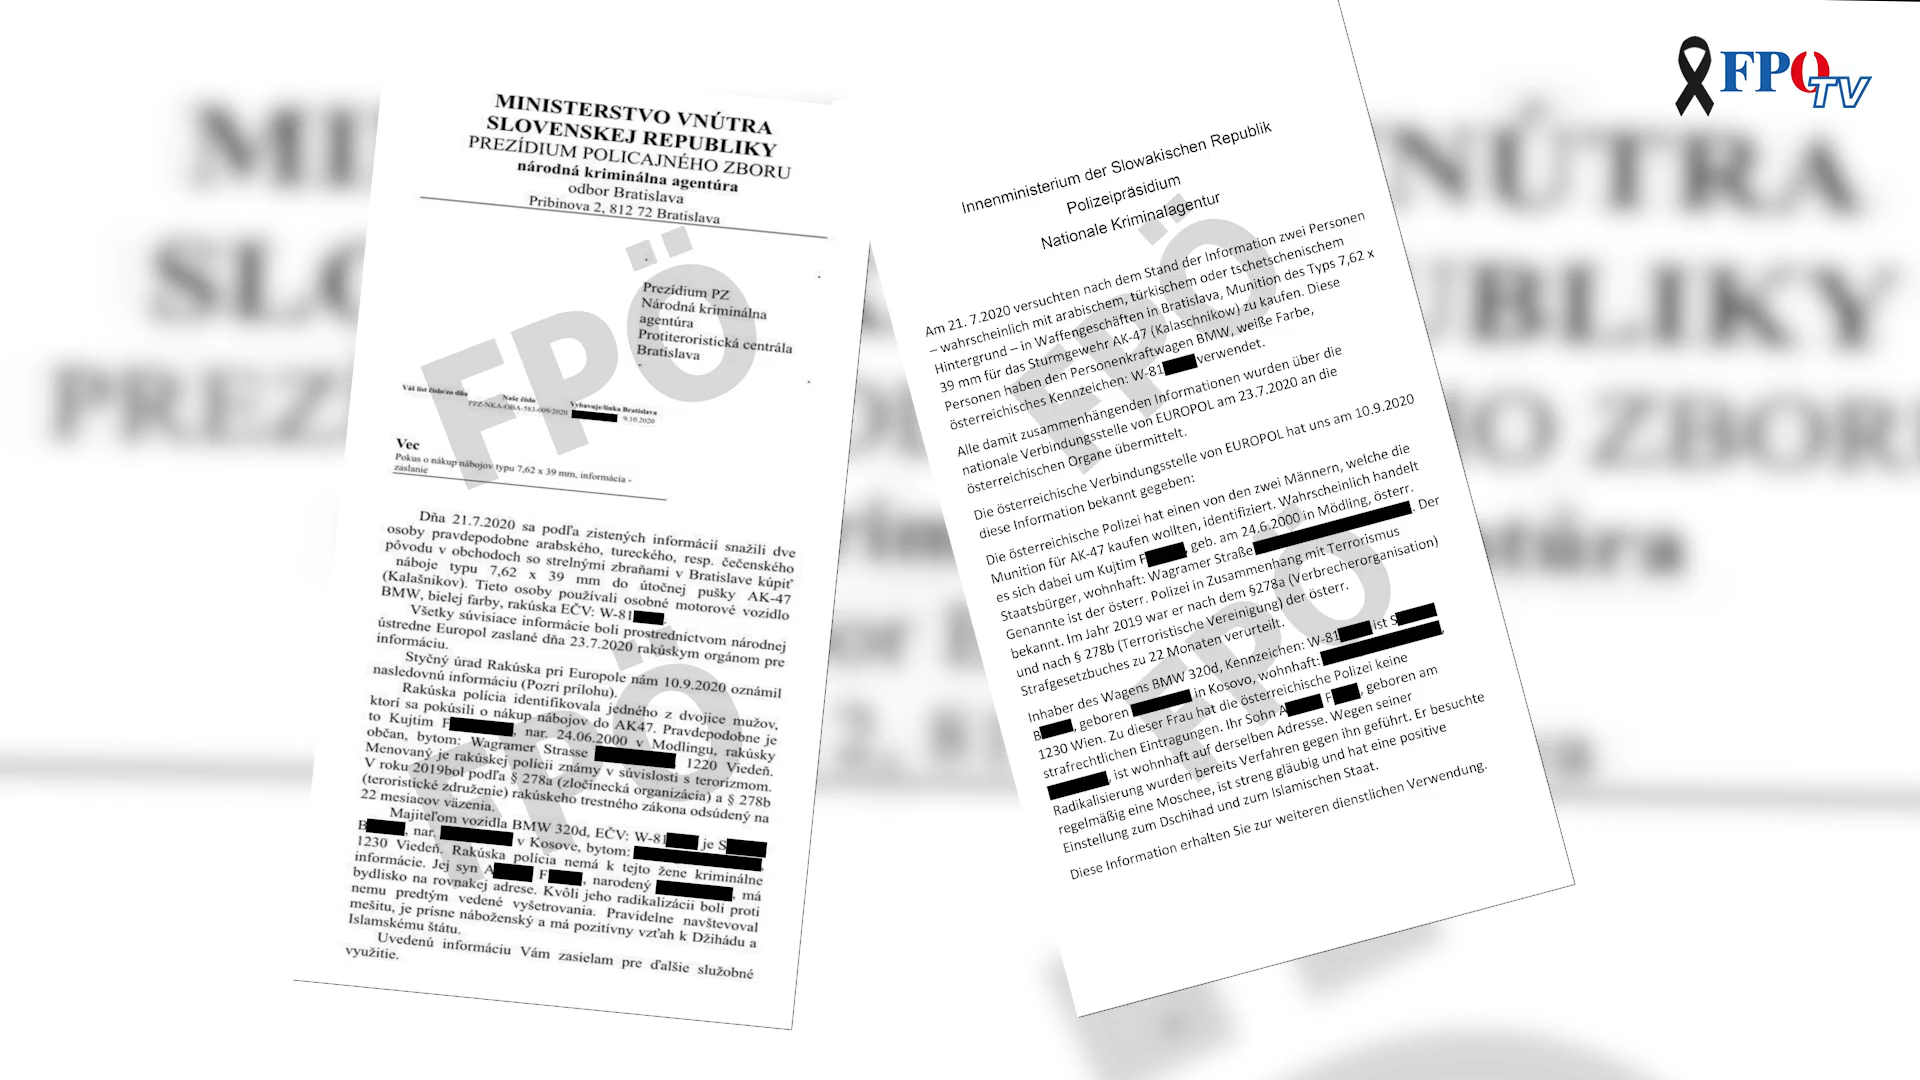 FPÖ TV
MINISTERSTVO VNÚTRA
SLOVENSKEJ REPUBLIKY
PREZÍDIUM POLICAJNÉHO ZBORU
národná kriminálna agentúra
odbor Bratislava
Pribinova 2, 812 72 Bratislava
Prezídium PZ
Národná kriminálna
agentúra
Protiteroristická centrála
Bratislava
Váš list číslo/zo dňa
Naše číslo
Vybavuje/linka Bratislava
PPZ-NKA-OBA-583-009/2020
9.10.2020
Vec
Pokus o nákup nábojov typu 7,62 x 39 mm, informácia -
zaslanie
Dňa 21.7.2020 sa podľa zistených informácií snažili dve
osoby pravdepodobne arabského, tureckého, resp. čečenského
pôvodu v obchodoch so strelnými zbraňami v Bratislave kúpiť
náboje typu 7,62 x 39 mm do útočnej pušky AK-47
(Kalašnikov). Tieto osoby používali osobné motorové vozidlo
BMW, bielej farby, rakúska EČV: W-81
Všetky súvisiace informácie boli prostredníctvom národnej
ústredne Europol zaslané dňa 23.7.2020 rakúskym orgánom pre
informáciu.
Styčný úrad Rakúska pri Europole nám 10.9.2020 oznámil
nasledovnú informáciu (Pozri prílohu).
Rakúska polícia identifikovala jedného z dvojice mužov,
ktorí sa pokúsili o nákup nábojov do AK47. Pravdepodobne je
to Kujtim F , nar. 24.06.2000 v Modlingu, rakúsky
občan, bytom: Wagramer Strasse 1220 Viedeň.
Menovaný je rakúskej polícii známy v súvislosti s terorizmom.
V roku 2019bol podľa § 278a (zločinecká organizácia) a § 278b
(teroristické združenie) rakúskeho trestného zákona odsúdený na
22 mesiacov väzenia.
Majiteľom vozidla BMW 320d, EČV: W-81 je S
B , nar. v Kosove, bytom: ,
1230 Viedeň. Rakúska polícia nemá k tejto žene kriminálne
informácie. Jej syn A F , narodený , má
bydlisko na rovnakej adrese. Kvôli jeho radikalizácii boli proti
nemu predtým vedené vyšetrovania. Pravidelne navštevoval
mešitu, je prísne náboženský a má pozitívny vzťah k Džihádu a
Islamskému štátu.
Uvedenú informáciu Vám zasielam pre ďalšie služobné
využitie.
FPÖ
FPÖ
Innenministerium der Slowakischen Republik
Polizeipräsidium
Nationale Kriminalagentur
Am 21. 7.2020 versuchten nach dem Stand der Information zwei Personen
– wahrscheinlich mit arabischem, türkischem oder tschetschenischem
Hintergrund – in Waffengeschäften in Bratislava, Munition des Typs 7,62 x
39 mm für das Sturmgewehr AK-47 (Kalaschnikow) zu kaufen. Diese
Personen haben den Personenkraftwagen BMW, weiße Farbe,
österreichisches Kennzeichen: W-81 verwendet.
Alle damit zusammenhängenden Informationen wurden über die
nationale Verbindungsstelle von EUROPOL am 23.7.2020 an die
österreichischen Organe übermittelt.
Die österreichische Verbindungsstelle von EUROPOL hat uns am 10.9.2020
diese Information bekannt gegeben:
Die österreichische Polizei hat einen von den zwei Männern, welche die
Munition für AK-47 kaufen wollten, identifiziert. Wahrscheinlich handelt
es sich dabei um Kujtim F , geb. am 24.6.2000 in Mödling, österr.
Staatsbürger, wohnhaft: Wagramer Straße . Der
Genannte ist der österr. Polizei in Zusammenhang mit Terrorismus
bekannt. Im Jahr 2019 war er nach dem §278a (Verbrecherorganisation)
und nach § 278b (Terroristische Vereinigung) der österr.
Strafgesetzbuches zu 22 Monaten verurteilt.
Inhaber des Wagens BMW 320d, Kennzeichen: W-81 ist S
B , geboren in Kosovo, wohnhaft: ,
1230 Wien. Zu dieser Frau hat die österreichische Polizei keine
strafrechtlichen Eintragungen. Ihr Sohn A F , geboren am
, ist wohnhaft auf derselben Adresse. Wegen seiner
Radikalisierung wurden bereits Verfahren gegen ihn geführt. Er besuchte
regelmäßig eine Moschee, ist streng gläubig und hat eine positive
Einstellung zum Dschihad und zum Islamischen Staat.
Diese Information erhalten Sie zur weiteren dienstlichen Verwendung.
FPÖ
FPÖ